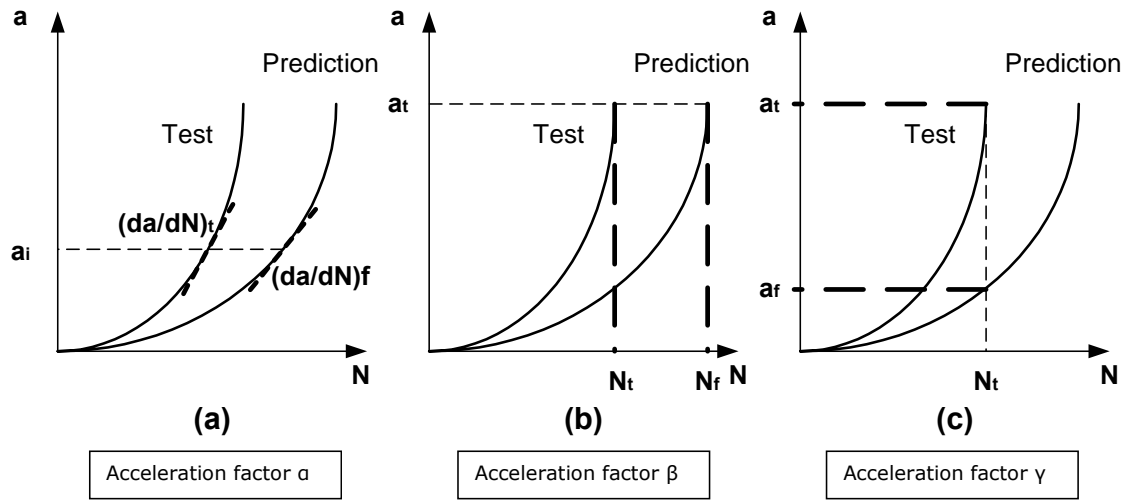 a
Prediction
Test
(da/dN)t
ai
(da/dN)f
N
(a)
Acceleration factor α
a
Prediction
at
Test
Nt
Nf
N
(b)
Acceleration factor β
a
Prediction
at
Test
af
Nt
N
(c)
Acceleration factor γ